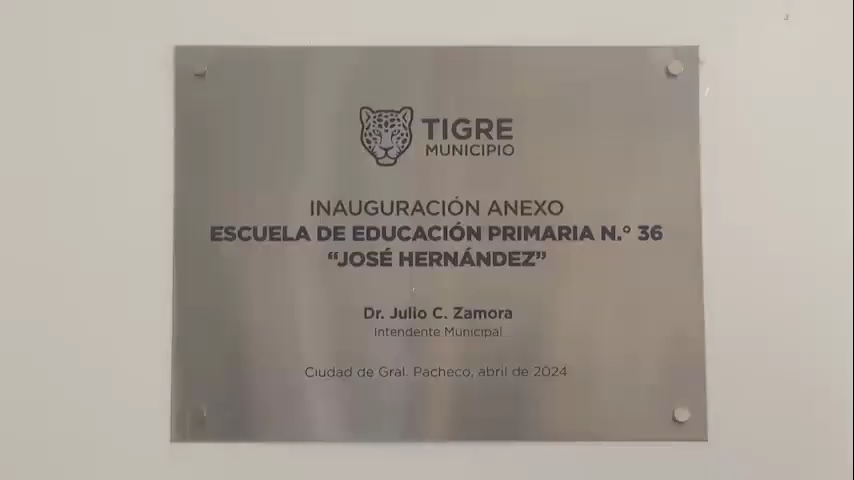 TIGRE
MUNICIPIO
INAUGURACIÓN ANEXO
ESCUELA DE EDUCACIÓN PRIMARIA N.° 36
“JOSÉ HERNÁNDEZ”
Dr. Julio C. Zamora
Intendente Municipal
Ciudad de Gral. Pacheco, abril de 2024